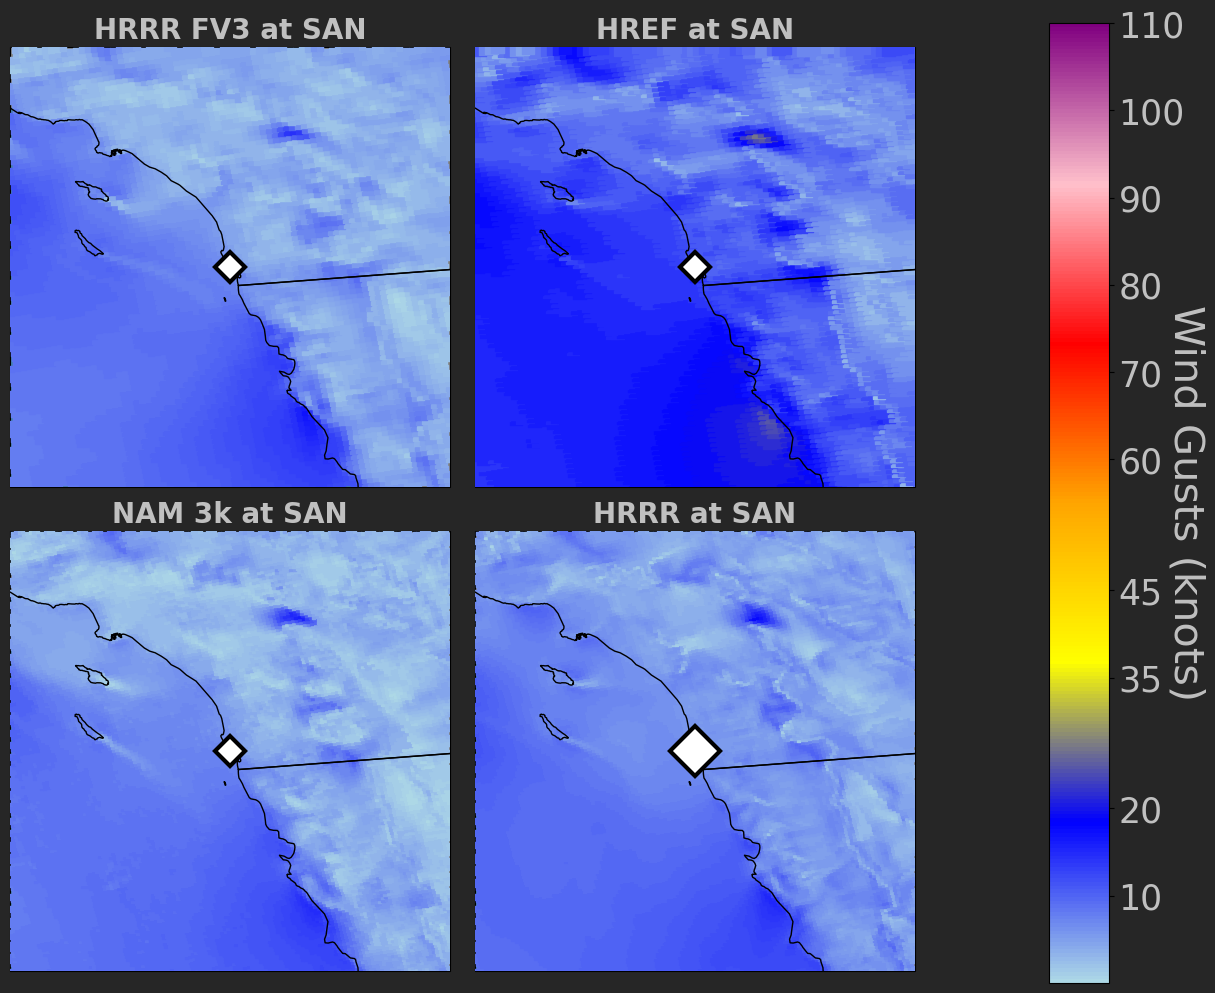 HRRR FV3 at SAN
HREF at SAN
NAM 3k at SAN
HRRR at SAN
110
100
90
80
70
60
45
35
20
10
Wind Gusts (knots)